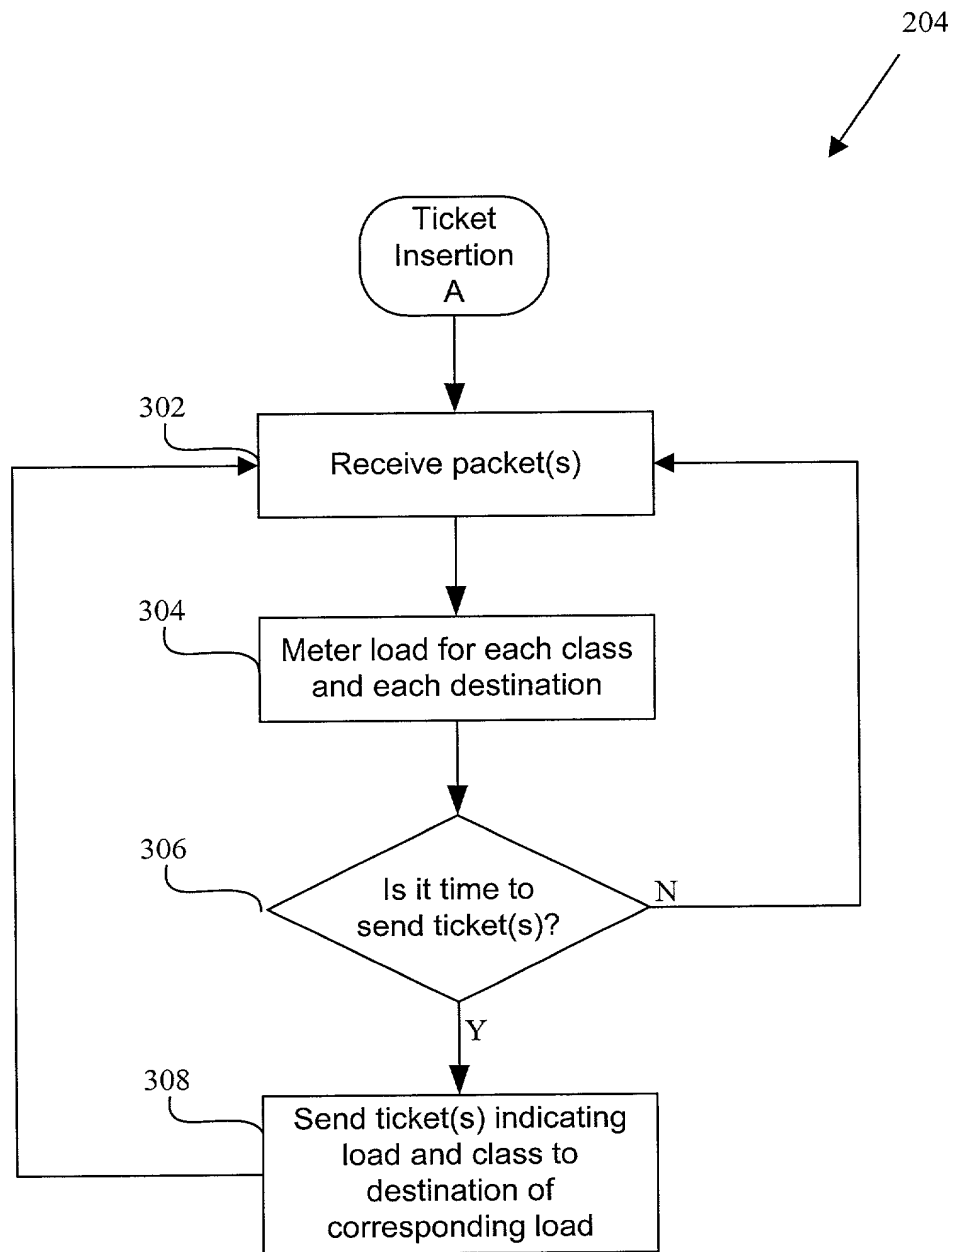 204
Ticket
Insertion
A
302
Receive packet(s)
304
Meter load for each class
and each destination
306
Is it time to
send ticket(s)?
N
Y
308
Send ticket(s) indicating
load and class to
destination of
corresponding load